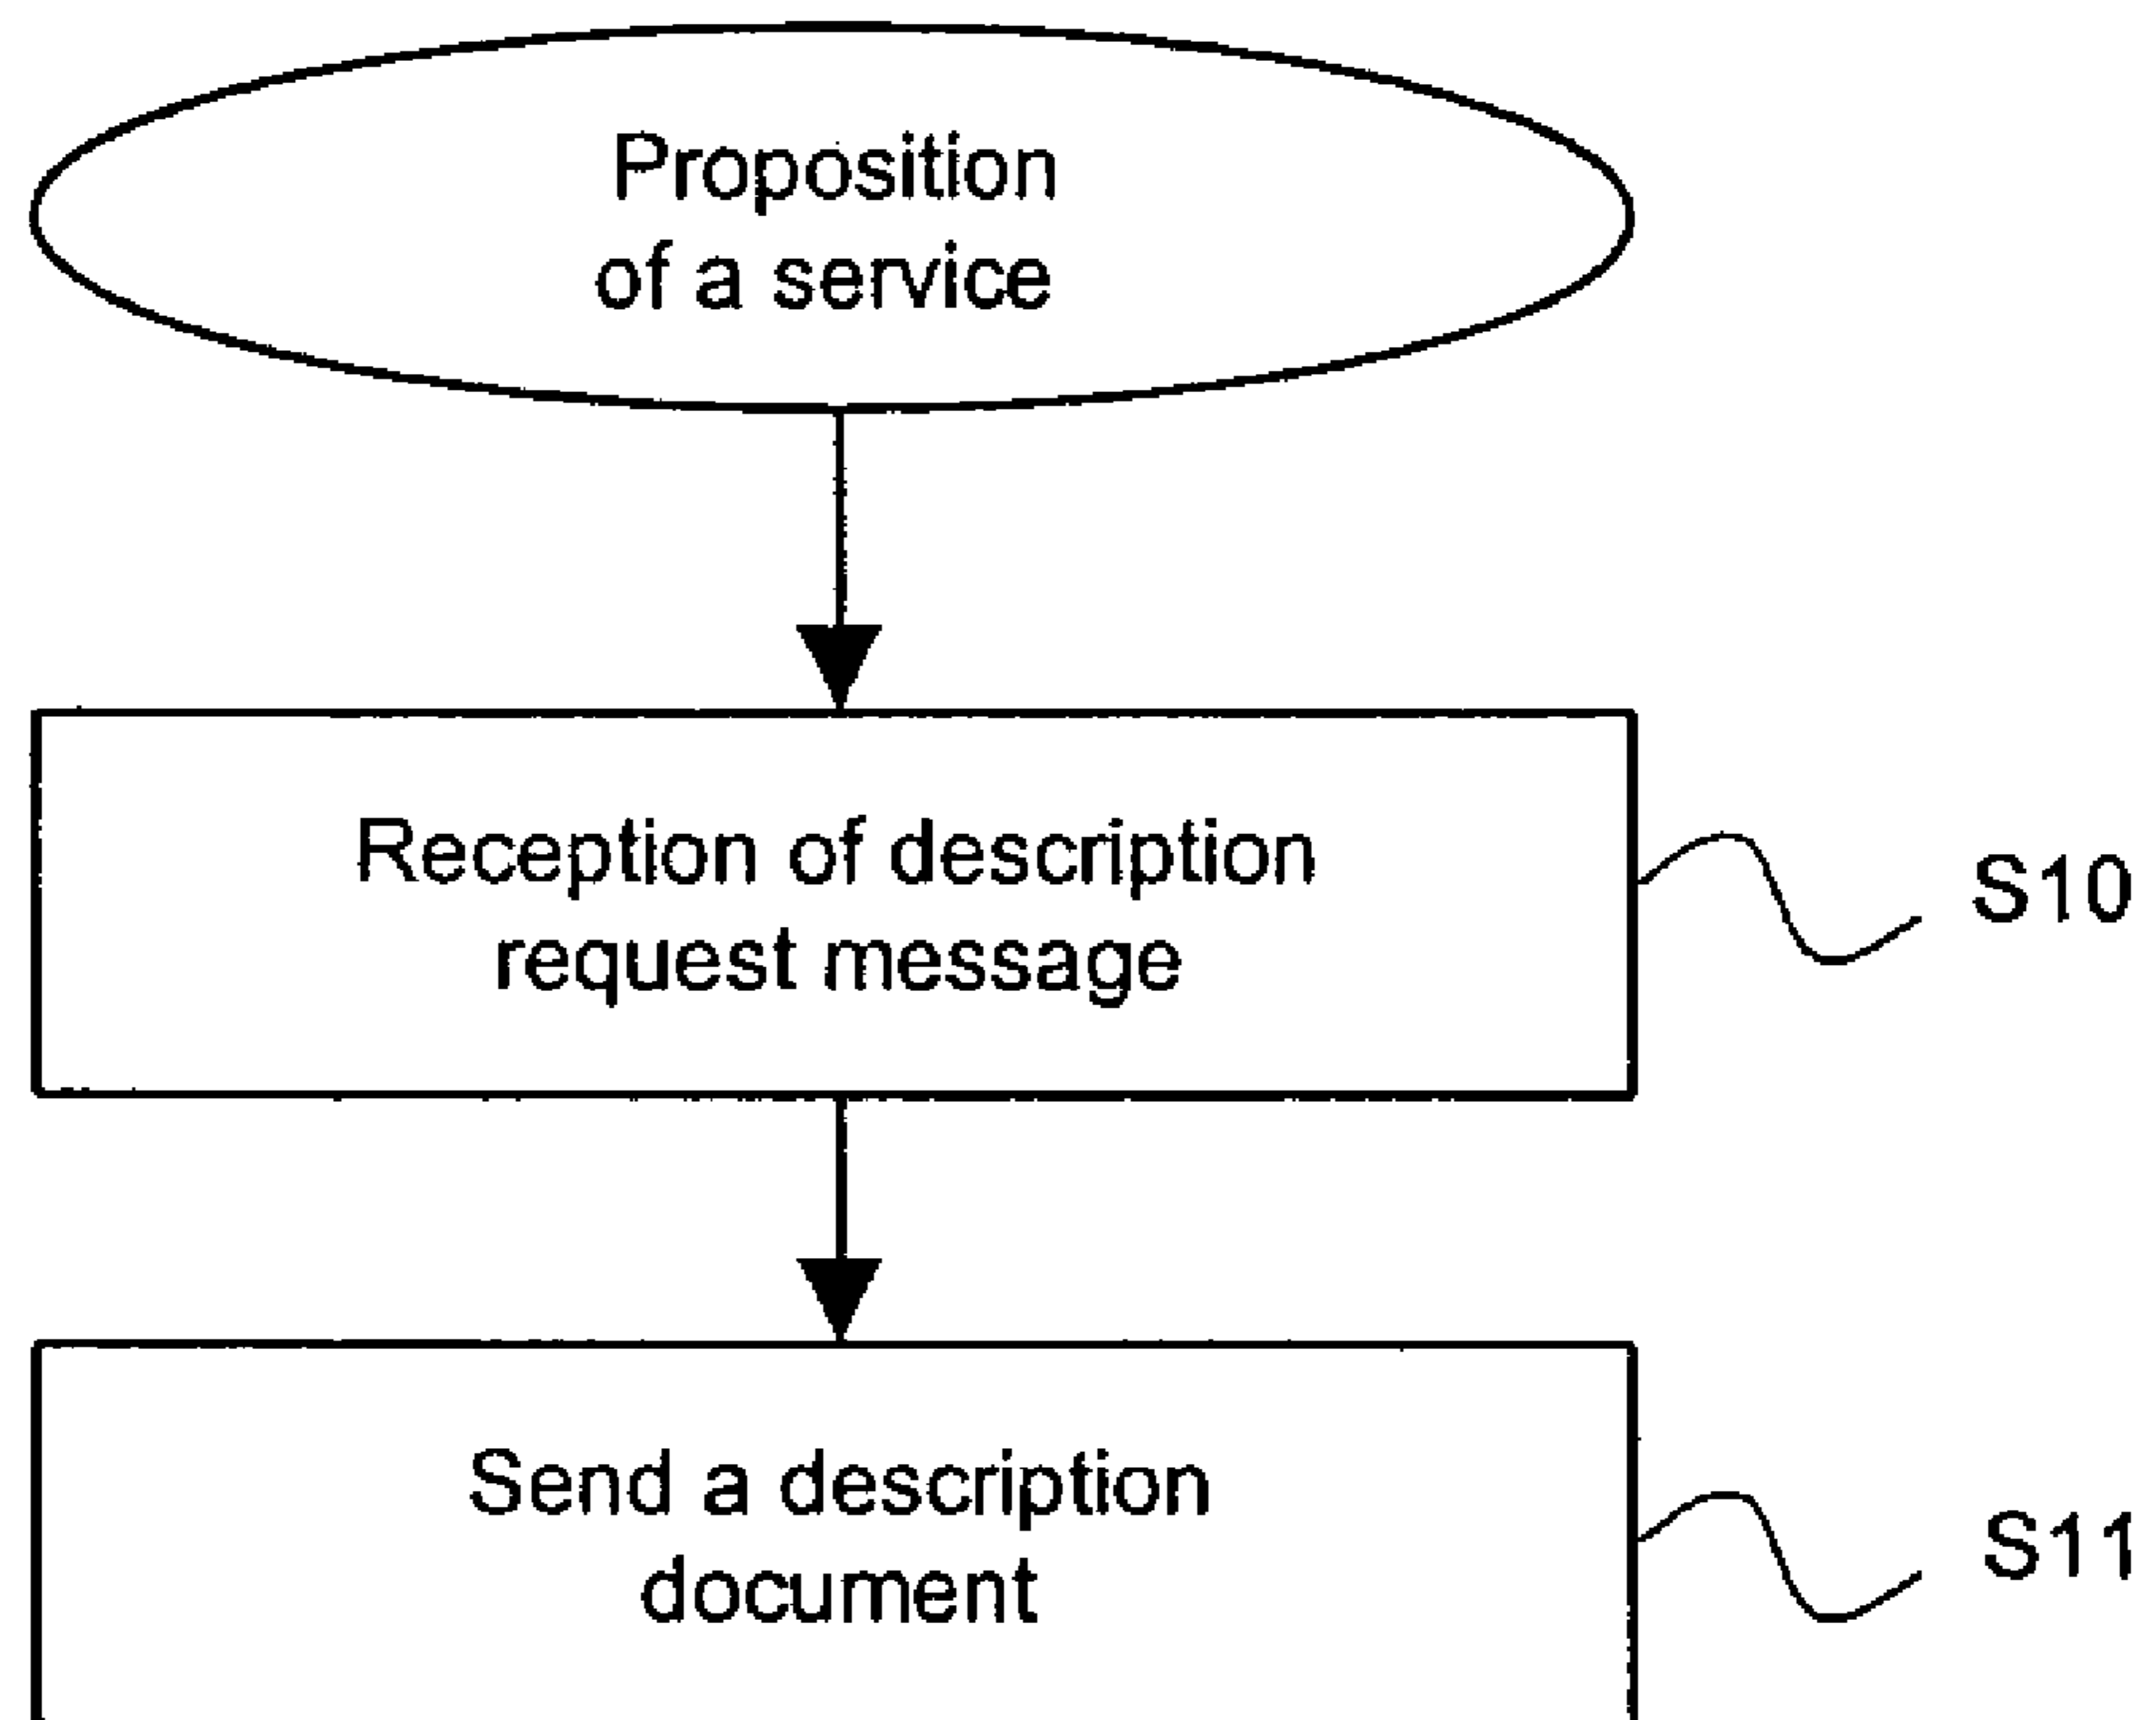 Proposition
of a service
Reception of description
request message
S10
Send a description
document
S11